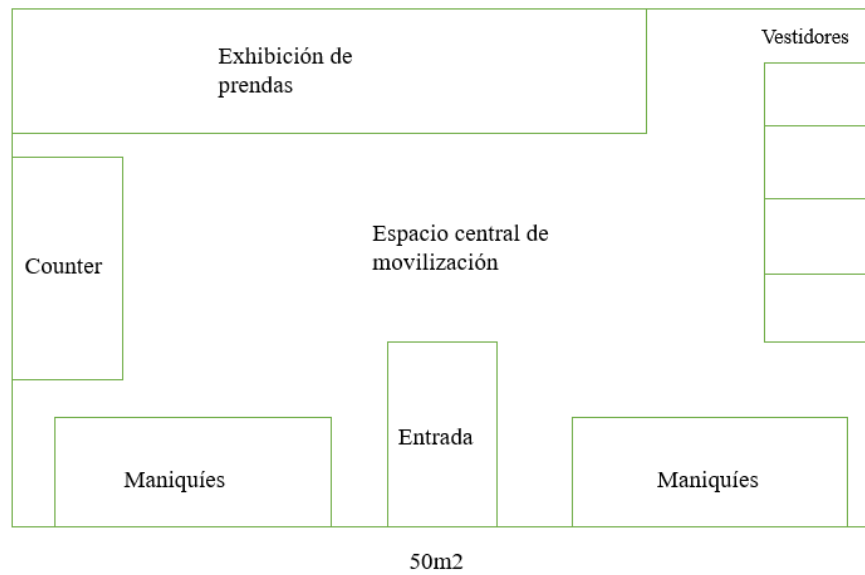 Vestidores
Exhibición de
prendas
Espacio central de
movilización
Counter
Entrada
Maniquíes
Maniquíes
50m2